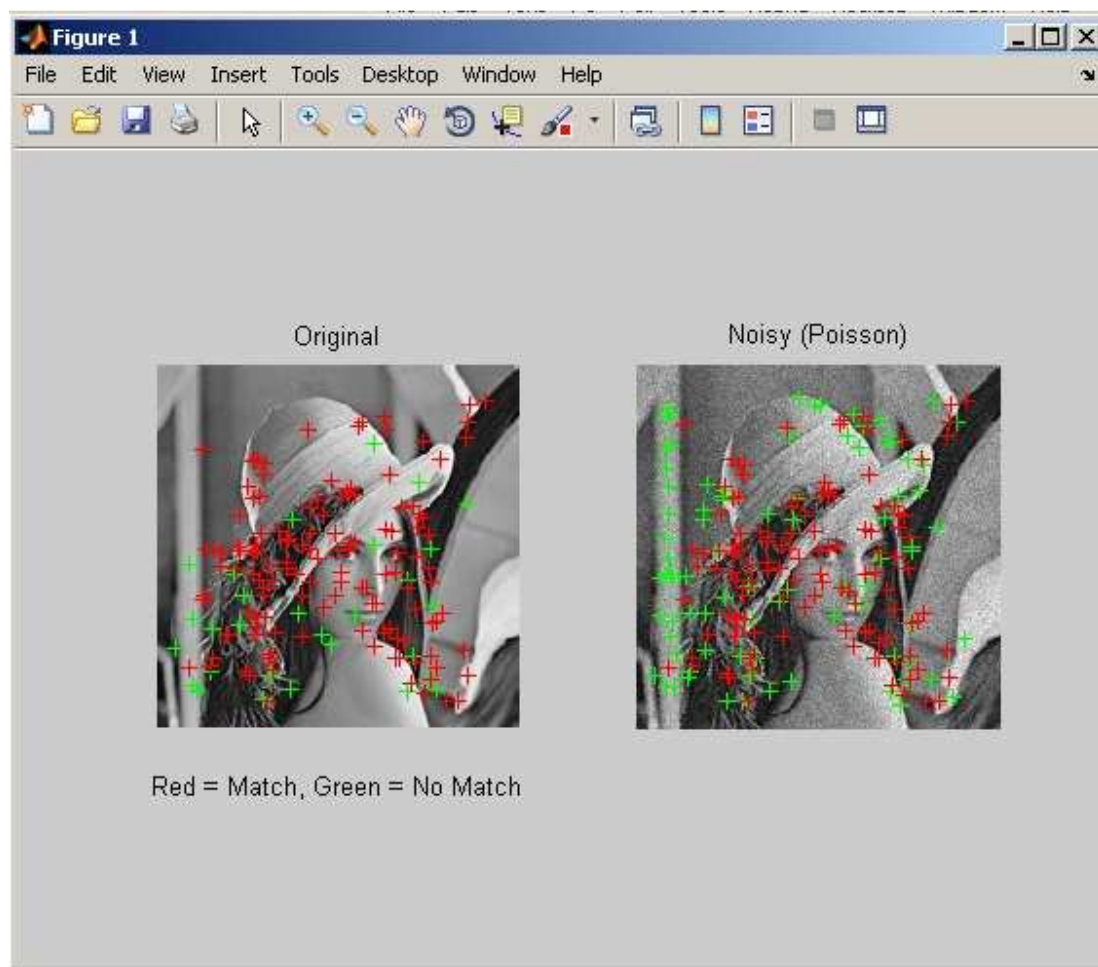 Figure 1
File Edit View Insert Tools Desktop Window Help
Original
Noisy (Poisson)
Red = Match, Green = No Match